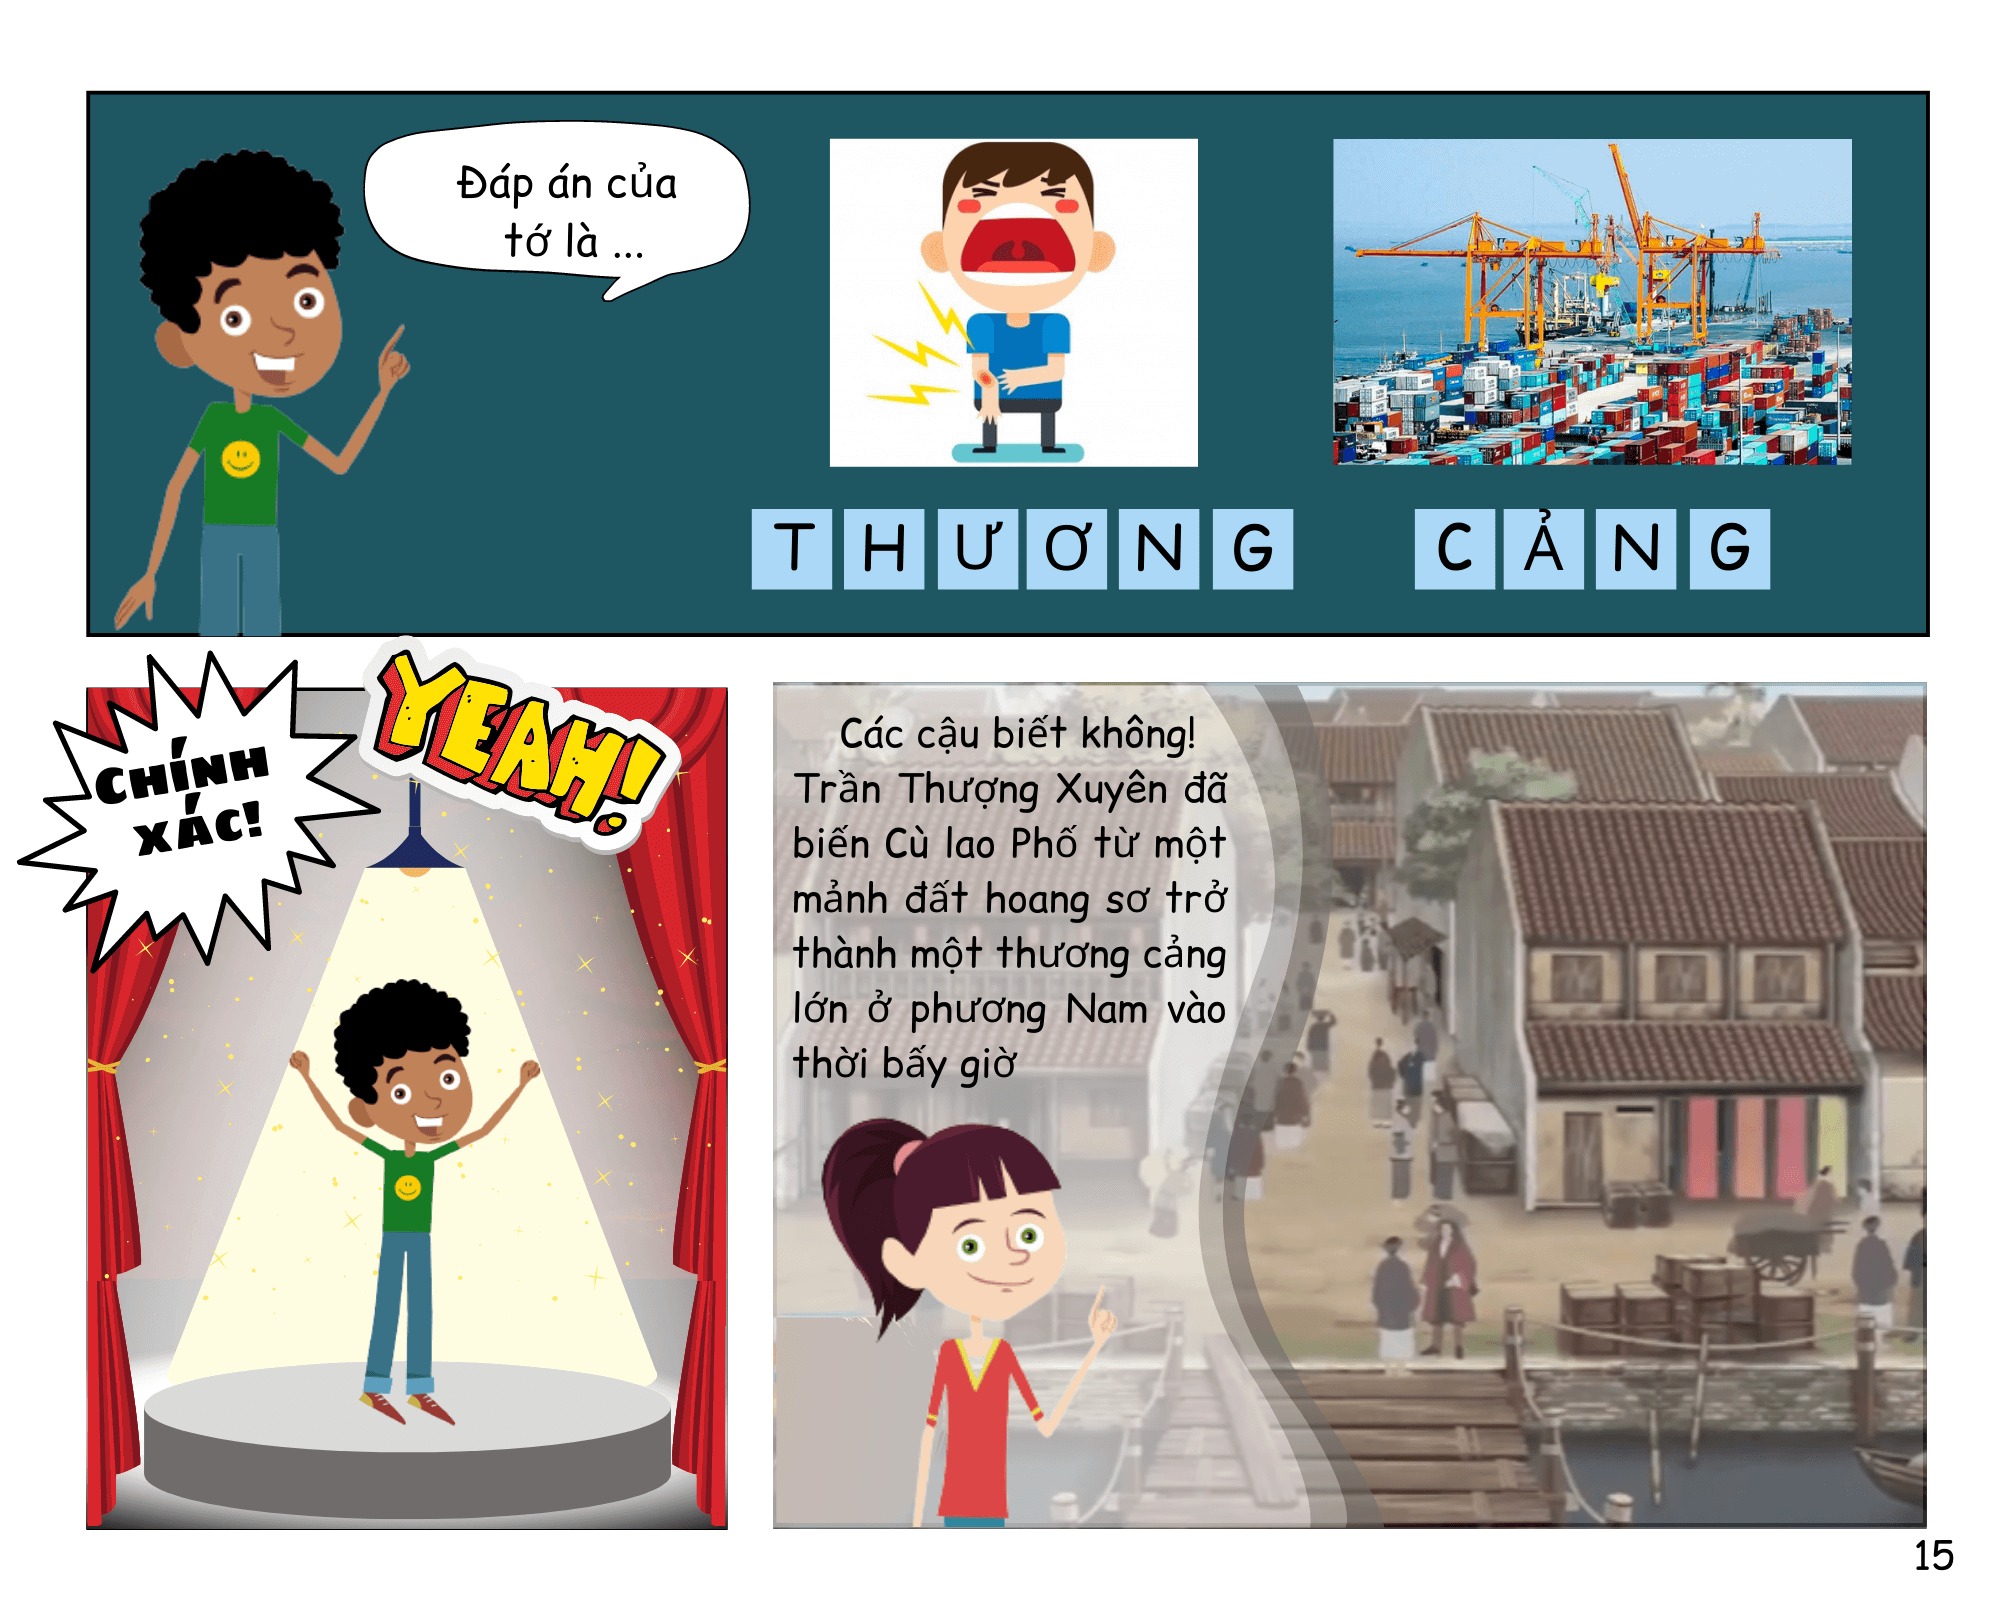 Đáp án của
tớ là ...
THƯƠNG CẢNG
CHÍNH
XÁC!
YEAH!
Các cậu biết không!
Trần Thượng Xuyên đã
biến Cù lao Phố từ một
mảnh đất hoang sơ trở
thành một thương cảng
lớn ở phương Nam vào
thời bấy giờ
15